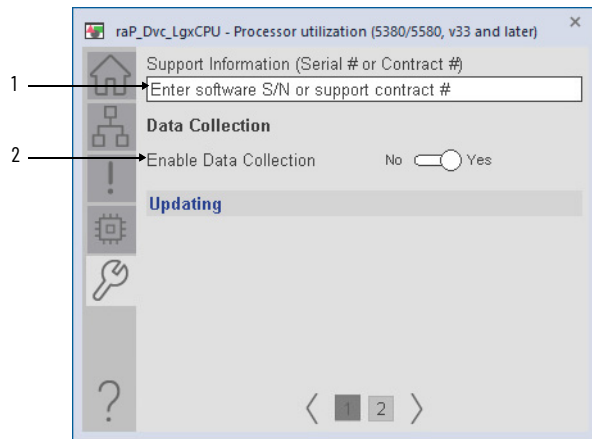 raP_Dvc_LgxCPU - Processor utilization (5380/5580, v33 and later)
Support Information (Serial # or Contract #)
1
Enter software S/N or support contract #
Data Collection
2
Enable Data Collection No Yes
!
Updating
?
1 2